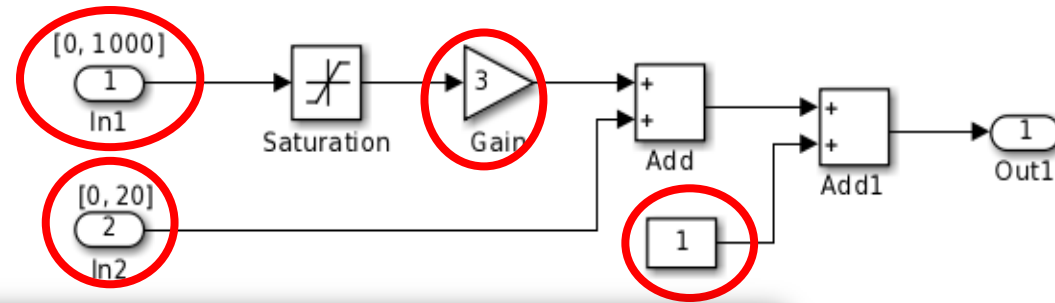 [0, 1000]
1
In1
Saturation
3
Gain
+
+
Add
+
+
Add1
1
Out1
[0, 20]
2
In2
1